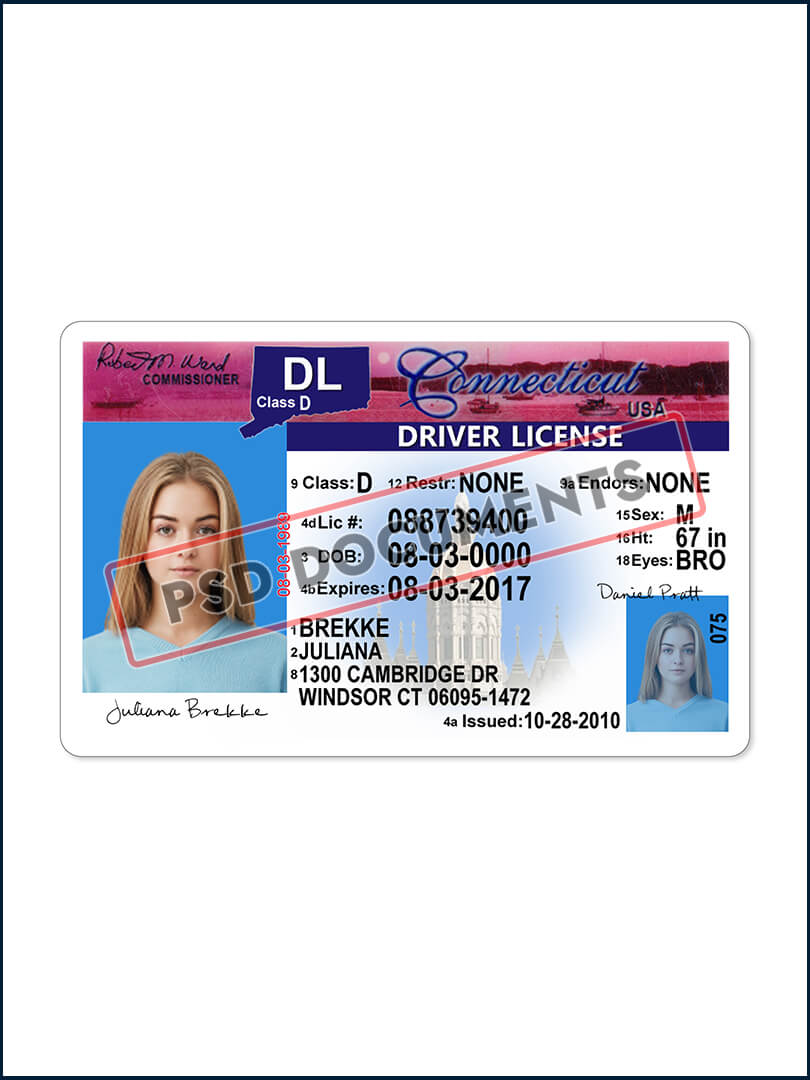 Robert M. Ward
COMMISSIONER
DL
Class D
Connecticut
USA
DRIVER LICENSE
9 Class: D 12 Restr: NONE 9a Endors: NONE
4d Lic #: 088739400
15 Sex: M
16 Ht: 67 in
3 DOB: 08-03-0000
18 Eyes: BRO
4b Expires: 08-03-2017
08-03-1989
PSD DOCUMENTS
Daniel Pratt
075
1 BREKKE
2 JULIANA
8 1300 CAMBRIDGE DR
WINDSOR CT 06095-1472
4a Issued: 10-28-2010
Juliana Brekke